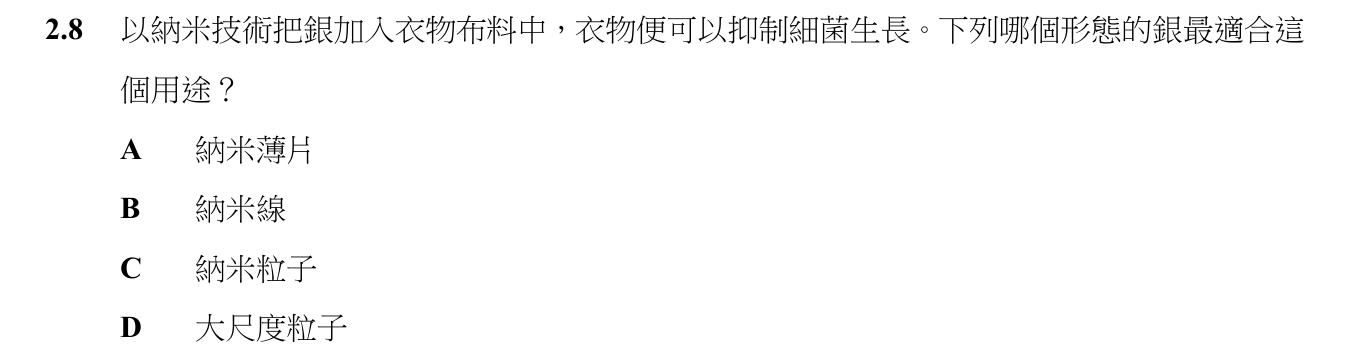 2.8 以納米技術把銀加入衣物布料中，衣物便可以抑制細菌生長。下列哪個形態的銀最適合這
個用途？
A 納米薄片
B 納米線
C 納米粒子
D 大尺度粒子